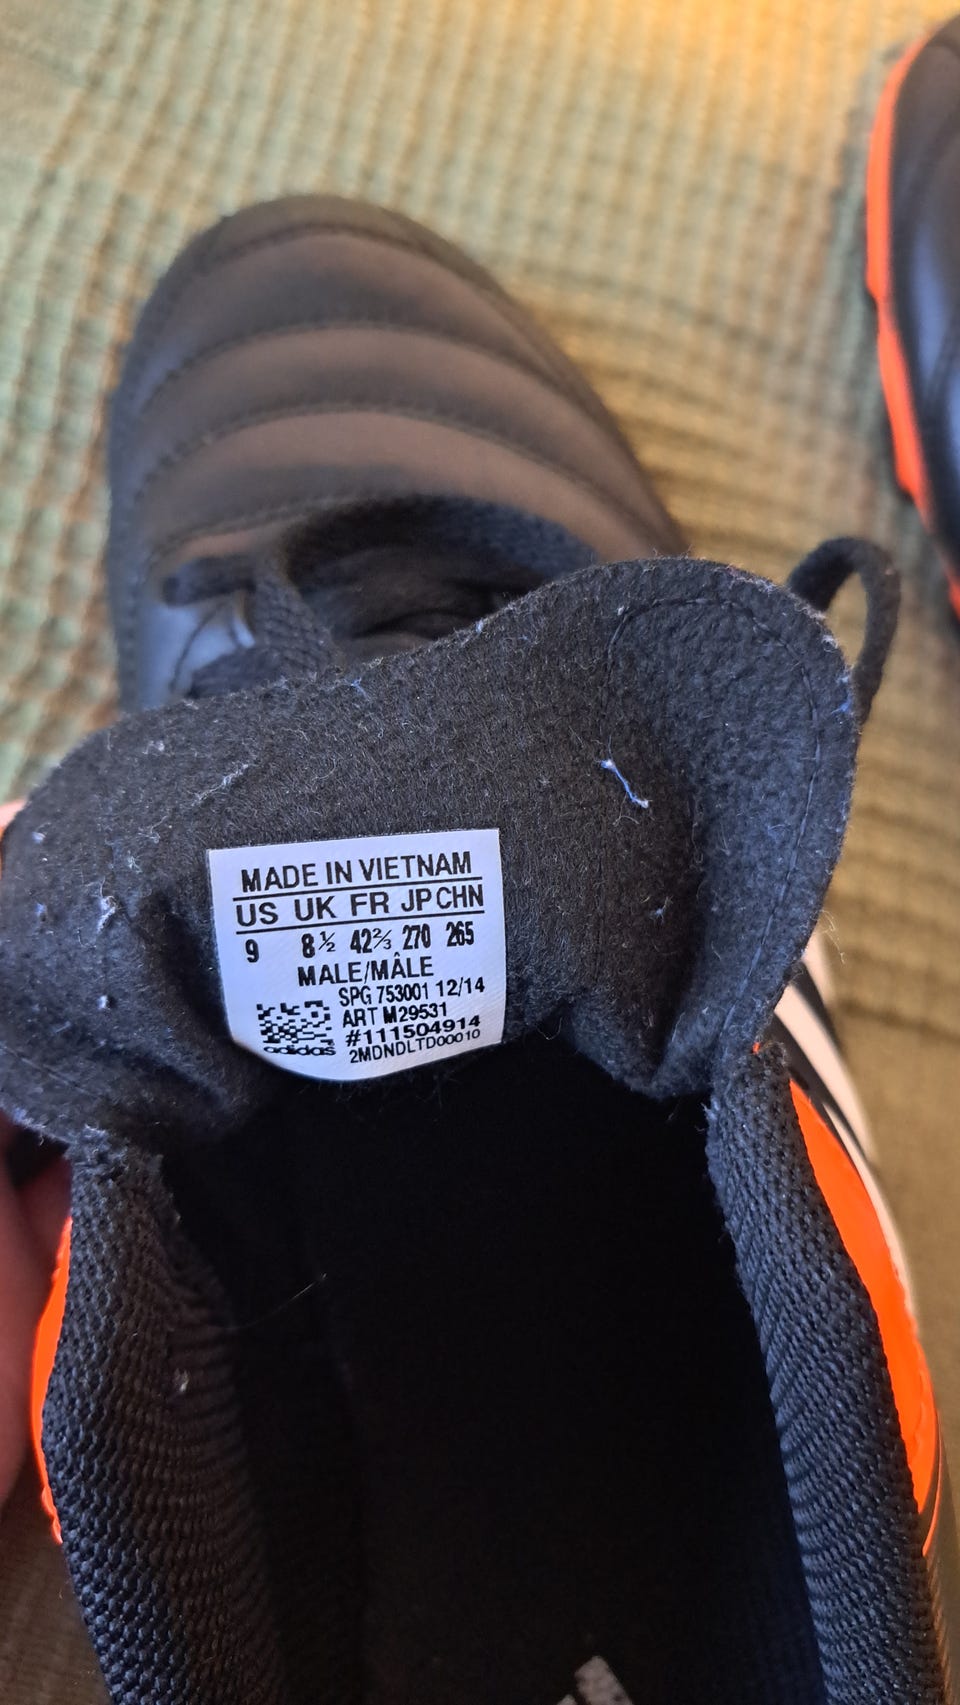 MADE IN VIETNAM
US UK FR JP CHN
9 8½ 42⅔ 270 265
MALE/MÂLE
SPG 753001 12/14
ART M29531
#111504914
adidas 2MDNDLTD00010